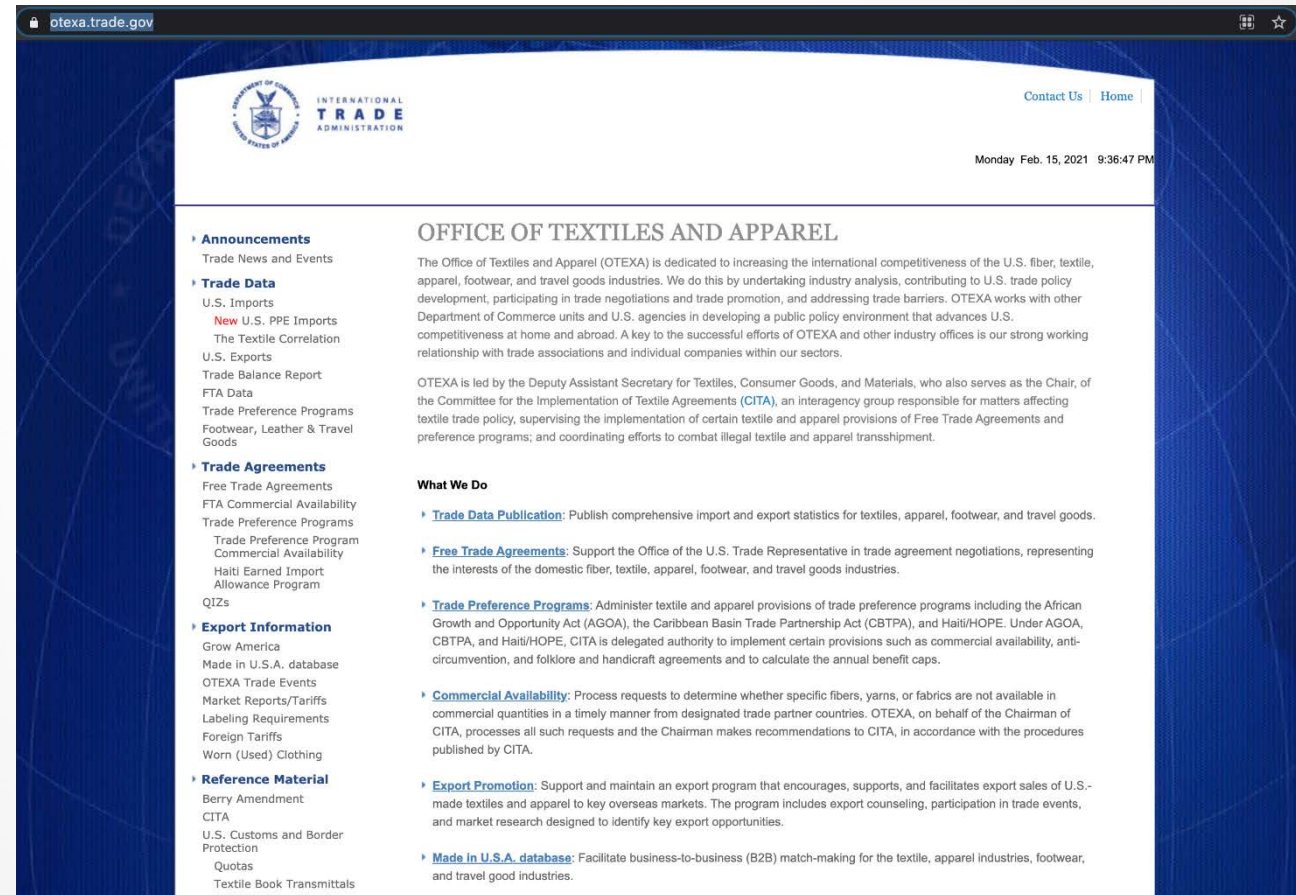 otexa.trade.gov
INTERNATIONAL
TRADE
ADMINISTRATION
Contact Us
Home
Monday Feb. 15, 2021 9:36:47 PM
Announcements
Trade News and Events
Trade Data
U.S. Imports
New U.S. PPE Imports
The Textile Correlation
U.S. Exports
Trade Balance Report
FTA Data
Trade Preference Programs
Footwear, Leather & Travel
Goods
Trade Agreements
Free Trade Agreements
FTA Commercial Availability
Trade Preference Programs
Trade Preference Program
Commercial Availability
Haiti Earned Import
Allowance Program
QIZs
Export Information
Grow America
Made in U.S.A. database
OTEXA Trade Events
Market Reports/Tariffs
Labeling Requirements
Foreign Tariffs
Worn (Used) Clothing
Reference Material
Berry Amendment
CITA
U.S. Customs and Border
Protection
Quotas
Textile Book Transmittals
OFFICE OF TEXTILES AND APPAREL
The Office of Textiles and Apparel (OTEXA) is dedicated to increasing the international competitiveness of the U.S. fiber, textile,
apparel, footwear, and travel goods industries. We do this by undertaking industry analysis, contributing to U.S. trade policy
development, participating in trade negotiations and trade promotion, and addressing trade barriers. OTEXA works with other
Department of Commerce units and U.S. agencies in developing a public policy environment that advances U.S.
competitiveness at home and abroad. A key to the successful efforts of OTEXA and other industry offices is our strong working
relationship with trade associations and individual companies within our sectors.
OTEXA is led by the Deputy Assistant Secretary for Textiles, Consumer Goods, and Materials, who also serves as the Chair, of
the Committee for the Implementation of Textile Agreements (CITA), an interagency group responsible for matters affecting
textile trade policy, supervising the implementation of certain textile and apparel provisions of Free Trade Agreements and
preference programs; and coordinating efforts to combat illegal textile and apparel transshipment.
What We Do
Trade Data Publication: Publish comprehensive import and export statistics for textiles, apparel, footwear, and travel goods.
Free Trade Agreements: Support the Office of the U.S. Trade Representative in trade agreement negotiations, representing
the interests of the domestic fiber, textile, apparel, footwear, and travel goods industries.
Trade Preference Programs: Administer textile and apparel provisions of trade preference programs including the African
Growth and Opportunity Act (AGOA), the Caribbean Basin Trade Partnership Act (CBTPA), and Haiti/HOPE. Under AGOA,
CBTPA, and Haiti/HOPE, CITA is delegated authority to implement certain provisions such as commercial availability, anti-
circumvention, and folklore and handicraft agreements and to calculate the annual benefit caps.
Commercial Availability: Process requests to determine whether specific fibers, yarns, or fabrics are not available in
commercial quantities in a timely manner from designated trade partner countries. OTEXA, on behalf of the Chairman of
CITA, processes all such requests and the Chairman makes recommendations to CITA, in accordance with the procedures
published by CITA.
Export Promotion: Support and maintain an export program that encourages, supports, and facilitates export sales of U.S.-
made textiles and apparel to key overseas markets. The program includes export counseling, participation in trade events,
and market research designed to identify key export opportunities.
Made in U.S.A. database: Facilitate business-to-business (B2B) match-making for the textile, apparel industries, footwear,
and travel good industries.